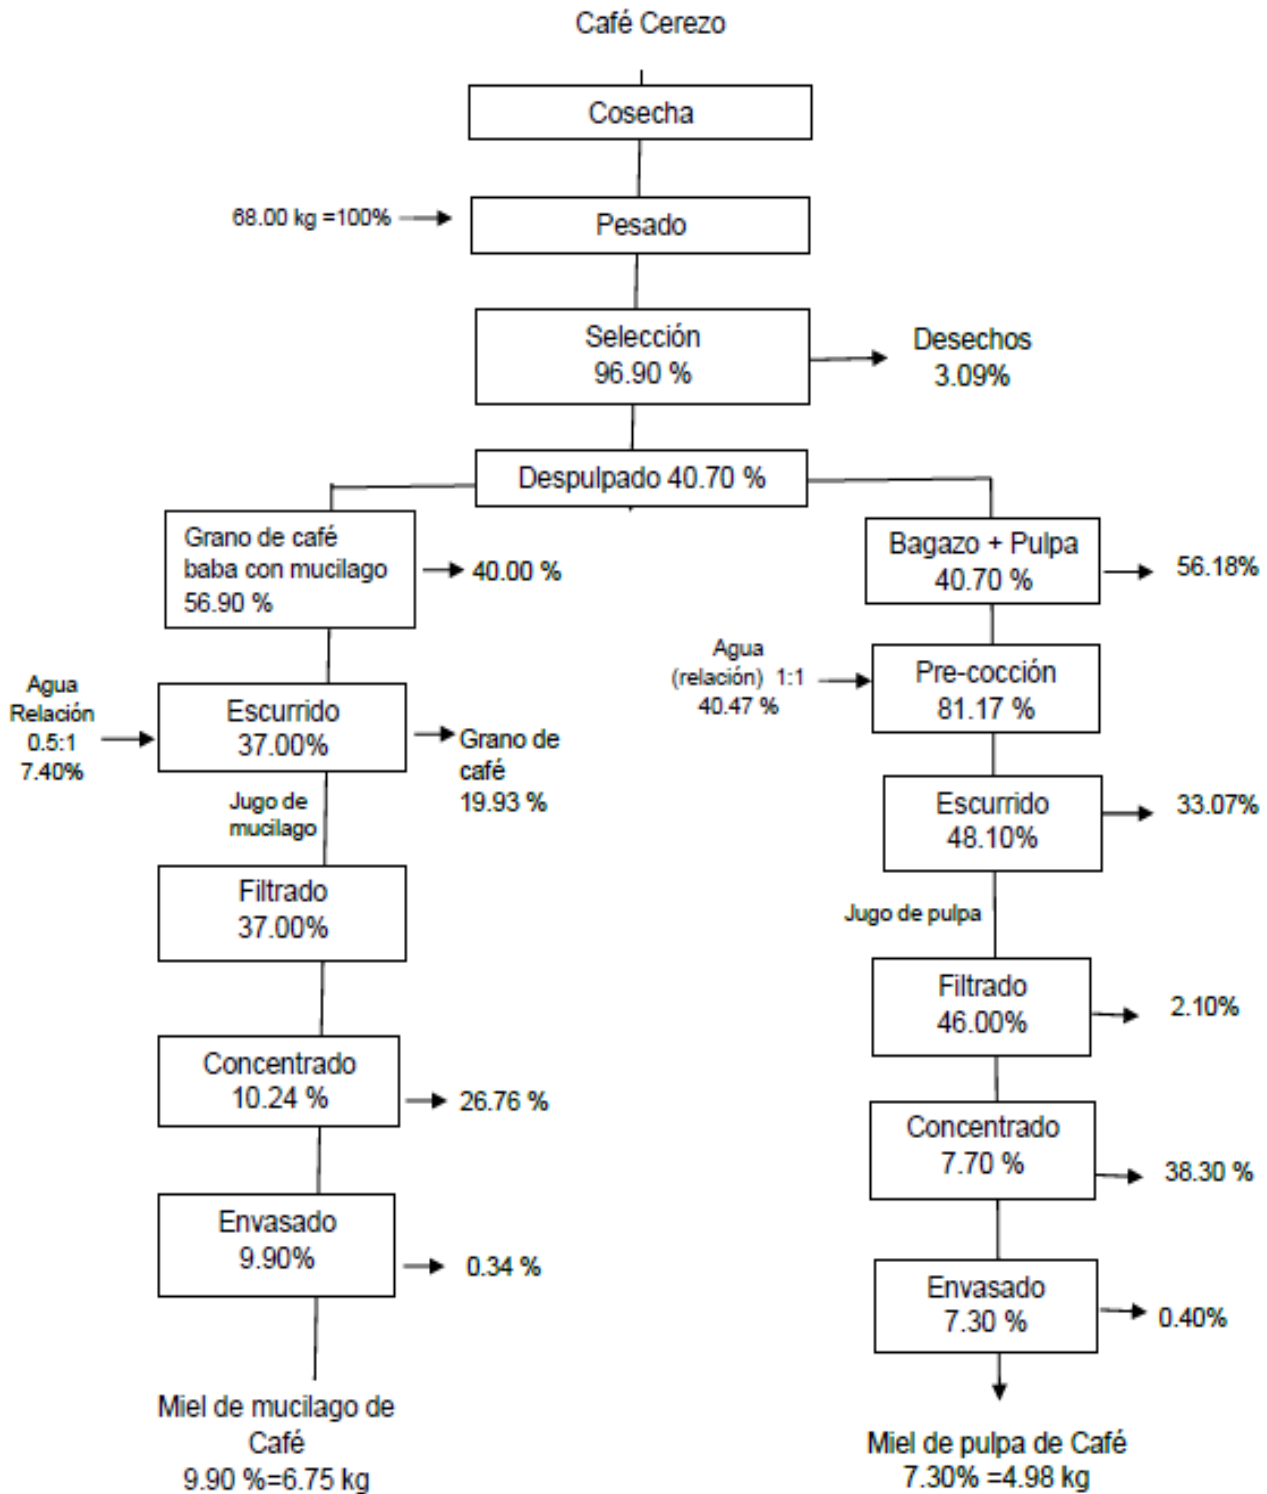 Café Cerezo
Cosecha
68.00 kg =100%
Pesado
Selección
96.90 %
Desechos
3.09%
Despulpado 40.70 %
Grano de café
baba con mucilago
56.90 %
40.00 %
Agua
Relación
0.5:1
7.40%
Escurrido
37.00%
Grano de
café
19.93 %
Jugo de
mucilago
Filtrado
37.00%
Concentrado
10.24 %
26.76 %
Envasado
9.90%
0.34 %
Miel de mucilago de
Café
9.90 %=6.75 kg
Bagazo + Pulpa
40.70 %
56.18%
Agua
(relación) 1:1
40.47 %
Pre-cocción
81.17 %
Escurrido
48.10%
33.07%
Jugo de pulpa
Filtrado
46.00%
2.10%
Concentrado
7.70 %
38.30 %
Envasado
7.30 %
0.40%
Miel de pulpa de Café
7.30% =4.98 kg